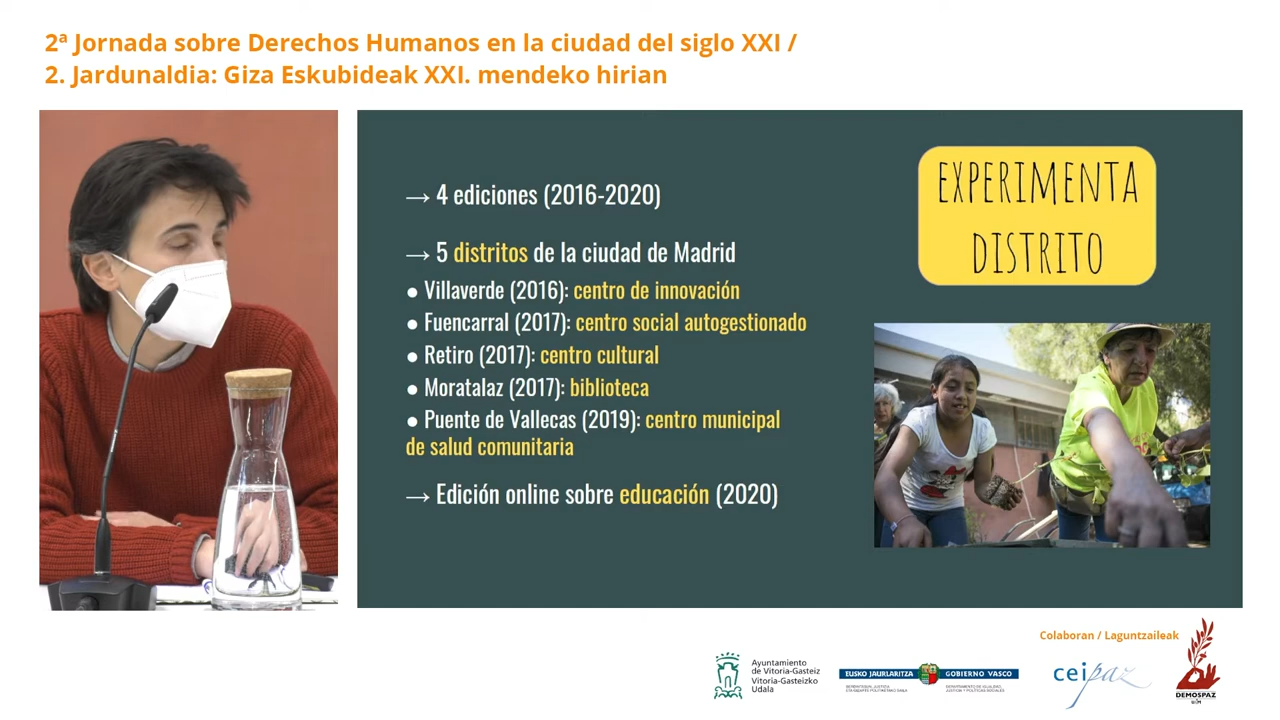 2ª Jornada sobre Derechos Humanos en la ciudad del siglo XXI /
2. Jardunaldia: Giza Eskubideak XXI. mendeko hirian
→ 4 ediciones (2016-2020)
→ 5 distritos de la ciudad de Madrid
● Villaverde (2016): centro de innovación
● Fuencarral (2017): centro social autogestionado
● Retiro (2017): centro cultural
● Moratalaz (2017): biblioteca
● Puente de Vallecas (2019): centro municipal
de salud comunitaria
→ Edición online sobre educación (2020)
EXPERIMENTA
DISTRITO
Colaboran / Laguntzaileak
Ayuntamiento
de Vitoria-Gasteiz
Vitoria-Gasteizko
Udala
EUSKO JAURLARITZA GOBIERNO VASCO
ceipaz
DEMOSPAZ